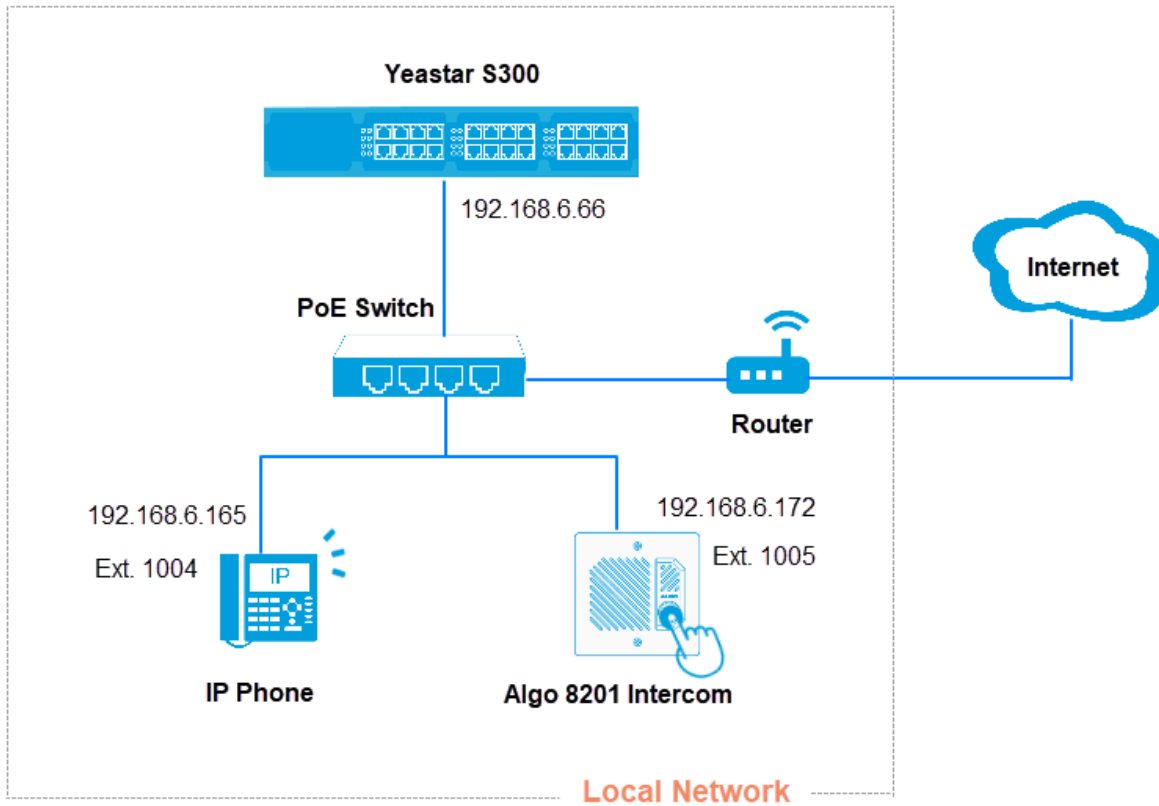 Yeastar S300
192.168.6.66
PoE Switch
Internet
Router
192.168.6.165
Ext. 1004
IP
IP Phone
192.168.6.172
Ext. 1005
ALGO
Algo 8201 Intercom
Local Network